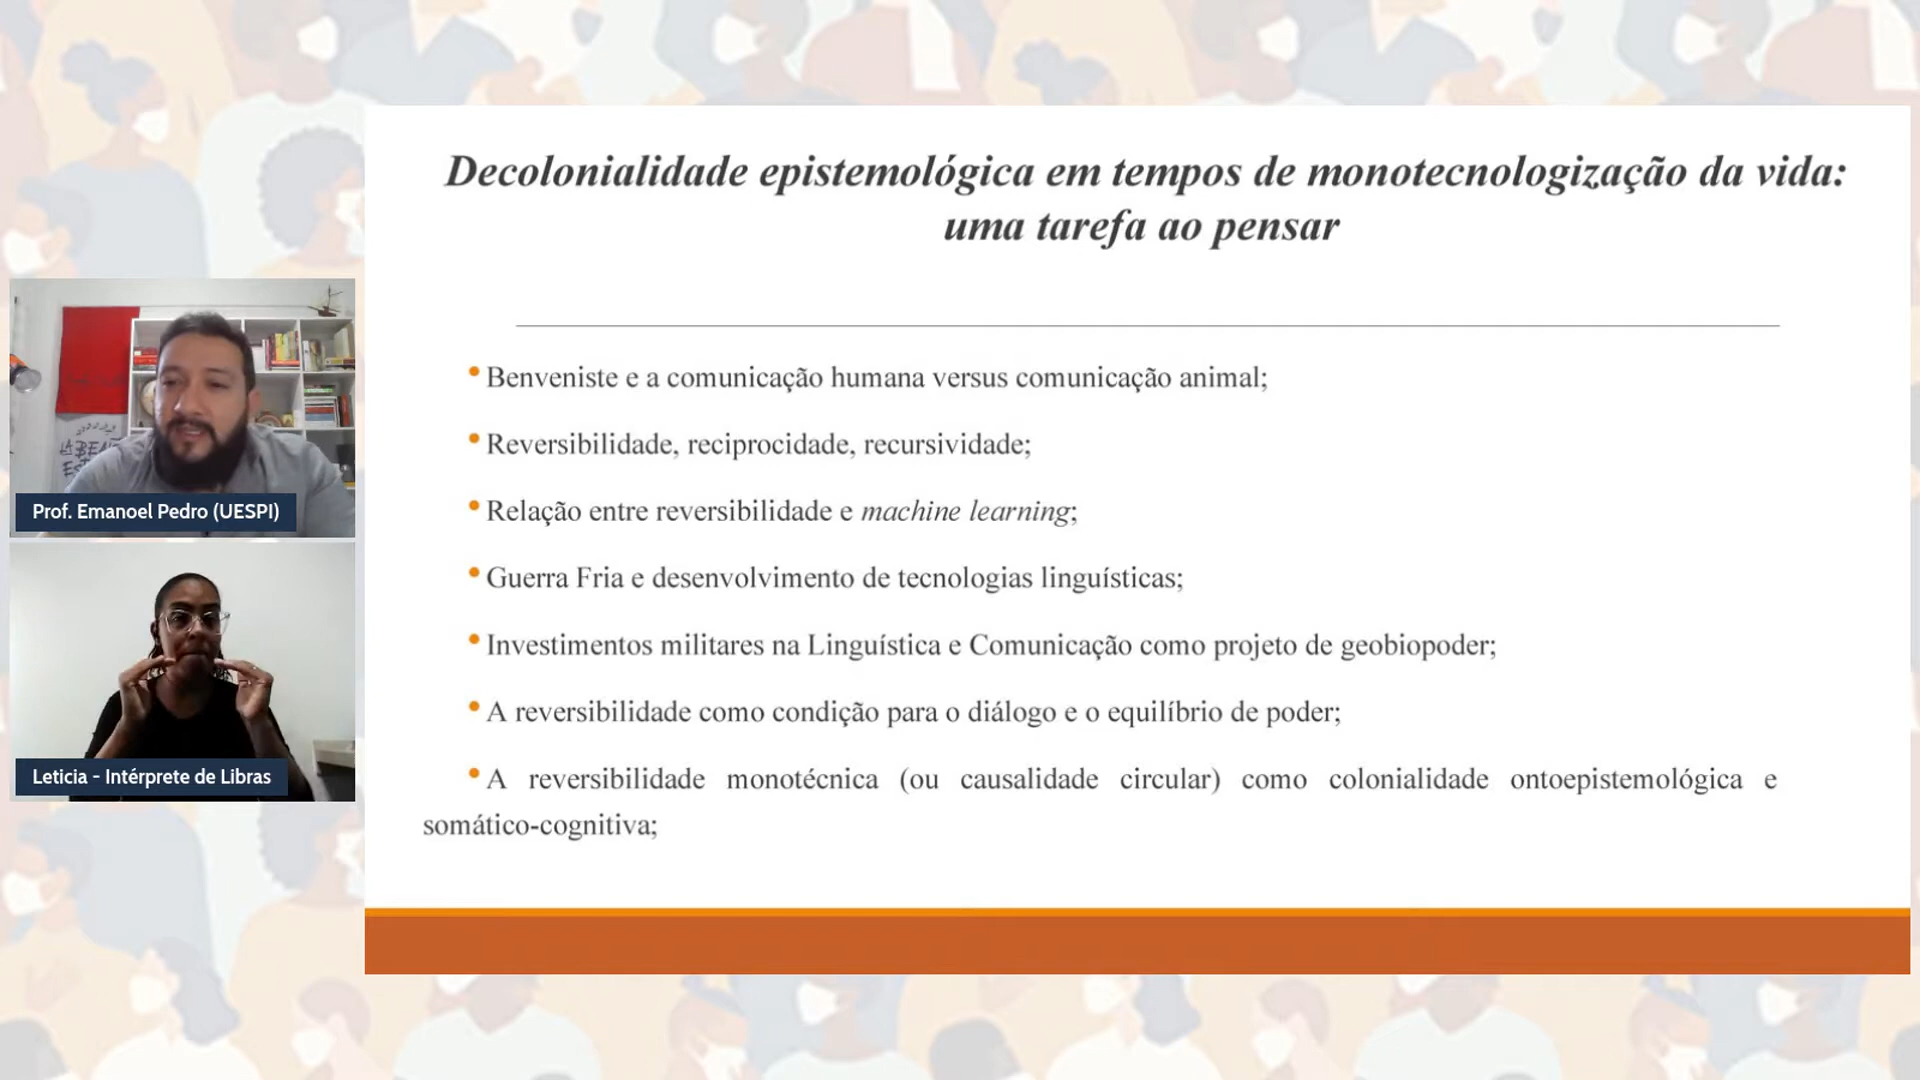 Decolonialidade epistemológica em tempos de monotecnologização da vida:
uma tarefa ao pensar
• Benveniste e a comunicação humana versus comunicação animal;
• Reversibilidade, reciprocidade, recursividade;
• Relação entre reversibilidade e machine learning;
• Guerra Fria e desenvolvimento de tecnologias linguísticas;
• Investimentos militares na Linguística e Comunicação como projeto de geobiopoder;
• A reversibilidade como condição para o diálogo e o equilíbrio de poder;
• A reversibilidade monotécnica (ou causalidade circular) como colonialidade ontoepistemológica e
somático-cognitiva;
LA
Prof. Emanoel Pedro (UESPI)
Leticia - Intérprete de Libras